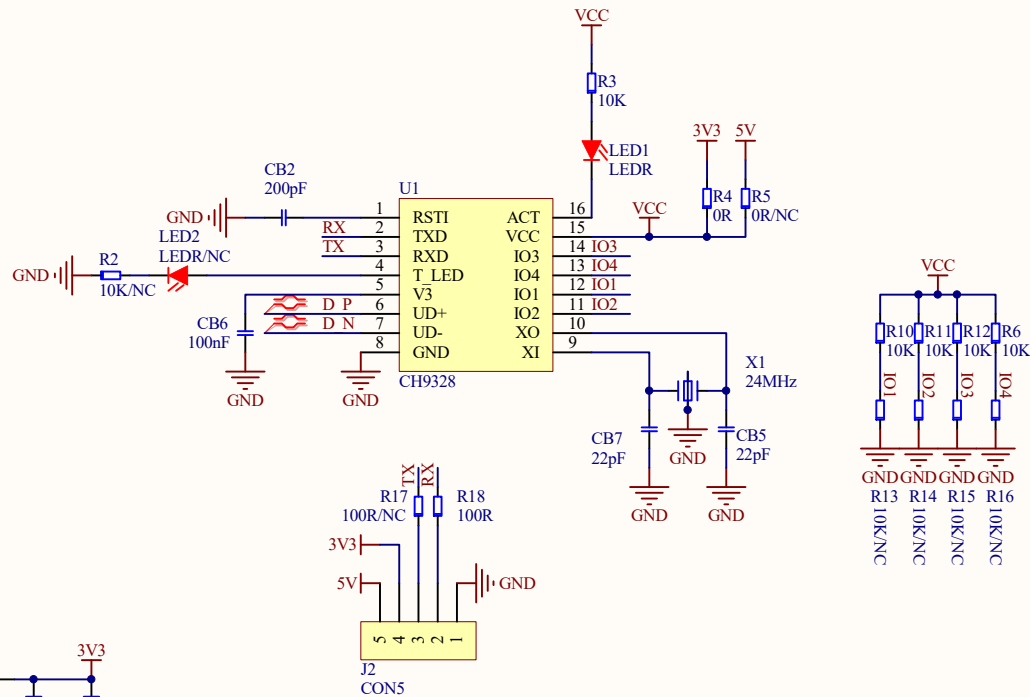 VCC
R3
10K
LED1
LEDR
3V3
5V
R4
0R
R5
0R/NC
VCC
CB2
200pF
GND
LED2
LEDR/NC
RX
TX
GND
R2
10K/NC
CB6
100nF
GND
D P
D N
GND
U1
1 RSTI ACT 16
2 TXD VCC 15
3 RXD IO3 14 IO3
4 T_LED IO4 13 IO4
5 V3 IO1 12 IO1
6 UD+ IO2 11 IO2
7 UD- XO 10
8 GND XI 9
CH9328
X1
24MHz
CB7
22pF
GND
CB5
22pF
GND
GND
VCC
R10
10K
R11
10K
R12
10K
R6
10K
IO1
IO2
IO3
IO4
GND GND GND GND
R13 R14 R15 R16
10K/NC
10K/NC
10K/NC
10K/NC
TX
RX
R17
100R/NC
R18
100R
3V3
5V
GND
5 4 3 2 1
J2
CON5
3V3